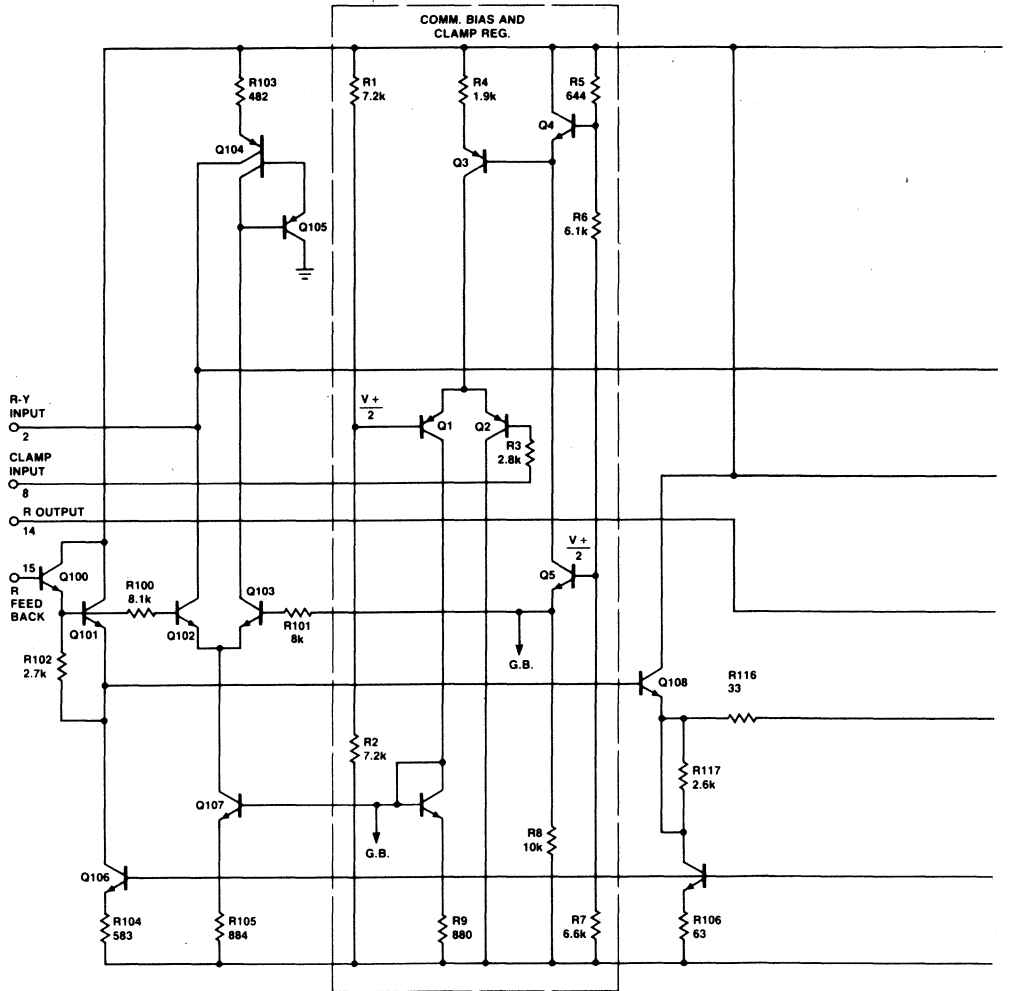 COMM. BIAS AND
CLAMP REG.
R103
482
R1
7.2k
R4
1.9k
R5
644
Q4
Q104
Q3
Q105
R6
6.1k
R-Y
INPUT
2
V+
2
Q1
Q2
R3
2.8k
CLAMP
INPUT
8
R OUTPUT
14
V+
2
15
R
FEED
BACK
Q100
R100
8.1k
Q103
Q5
Q101
Q102
R101
8k
G.B.
R102
2.7k
Q108
R116
33
R2
7.2k
R117
2.6k
Q107
G.B.
R8
10k
Q106
R104
583
R105
884
R9
880
R7
6.6k
R106
63